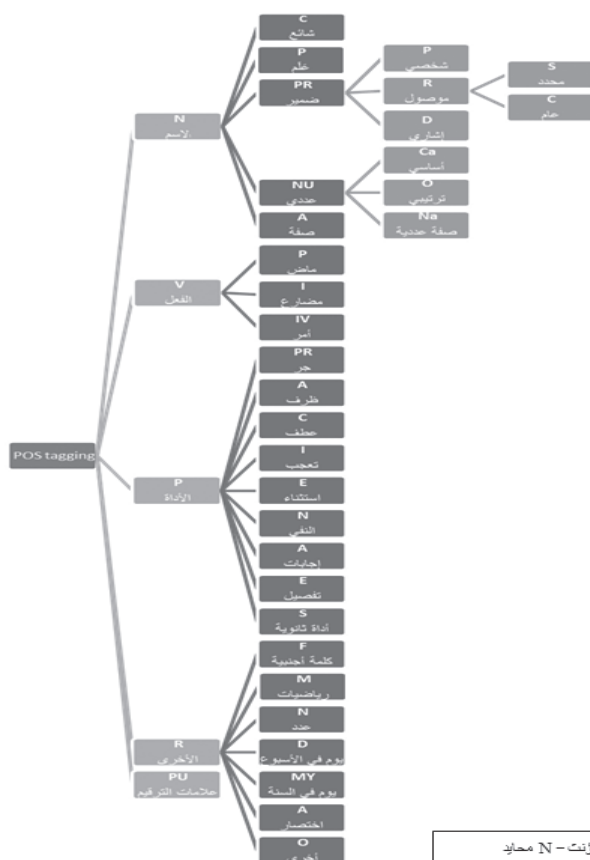 POS tagging
N
الاسم
C
شائع
P
علم
PR
ضمير
P
شخصي
R
موصول
S
محدد
C
عام
D
إشاري
NU
عددي
Ca
أساسي
O
ترتيبي
Na
صفة عددية
A
صفة
V
الفعل
P
ماض
I
مضارع
IV
أمر
P
الأداة
PR
جر
A
ظرف
C
عطف
I
تعجب
E
استثناء
N
النفي
A
إجابات
E
تفصيل
S
أداة ثانوية
R
الأخرى
F
كلمة أجنبية
M
رياضيات
N
عدد
D
يوم في الأسبوع
MY
يوم في السنة
A
اختصار
O
أخرى
PU
علامات الترقيم
– N محايد